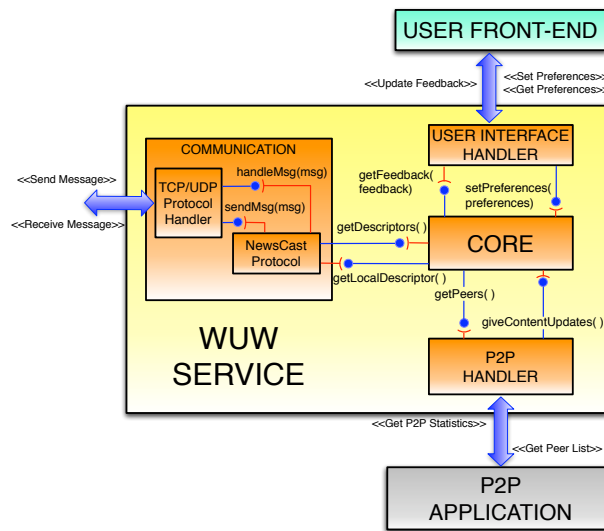 USER FRONT-END
<<Update Feedback>>
<<Set Preferences>>
<<Get Preferences>>
COMMUNICATION
USER INTERFACE
HANDLER
<<Send Message>>
<<Receive Message>>
TCP/UDP
Protocol
Handler
handleMsg(msg)
sendMsg(msg)
NewsCast
Protocol
getFeedback(
feedback)
setPreferences(
preferences)
getDescriptors( )
CORE
getLocalDescriptor( )
getPeers( )
giveContentUpdates( )
WUW
SERVICE
P2P
HANDLER
<<Get P2P Statistics>>
<<Get Peer List>>
P2P
APPLICATION